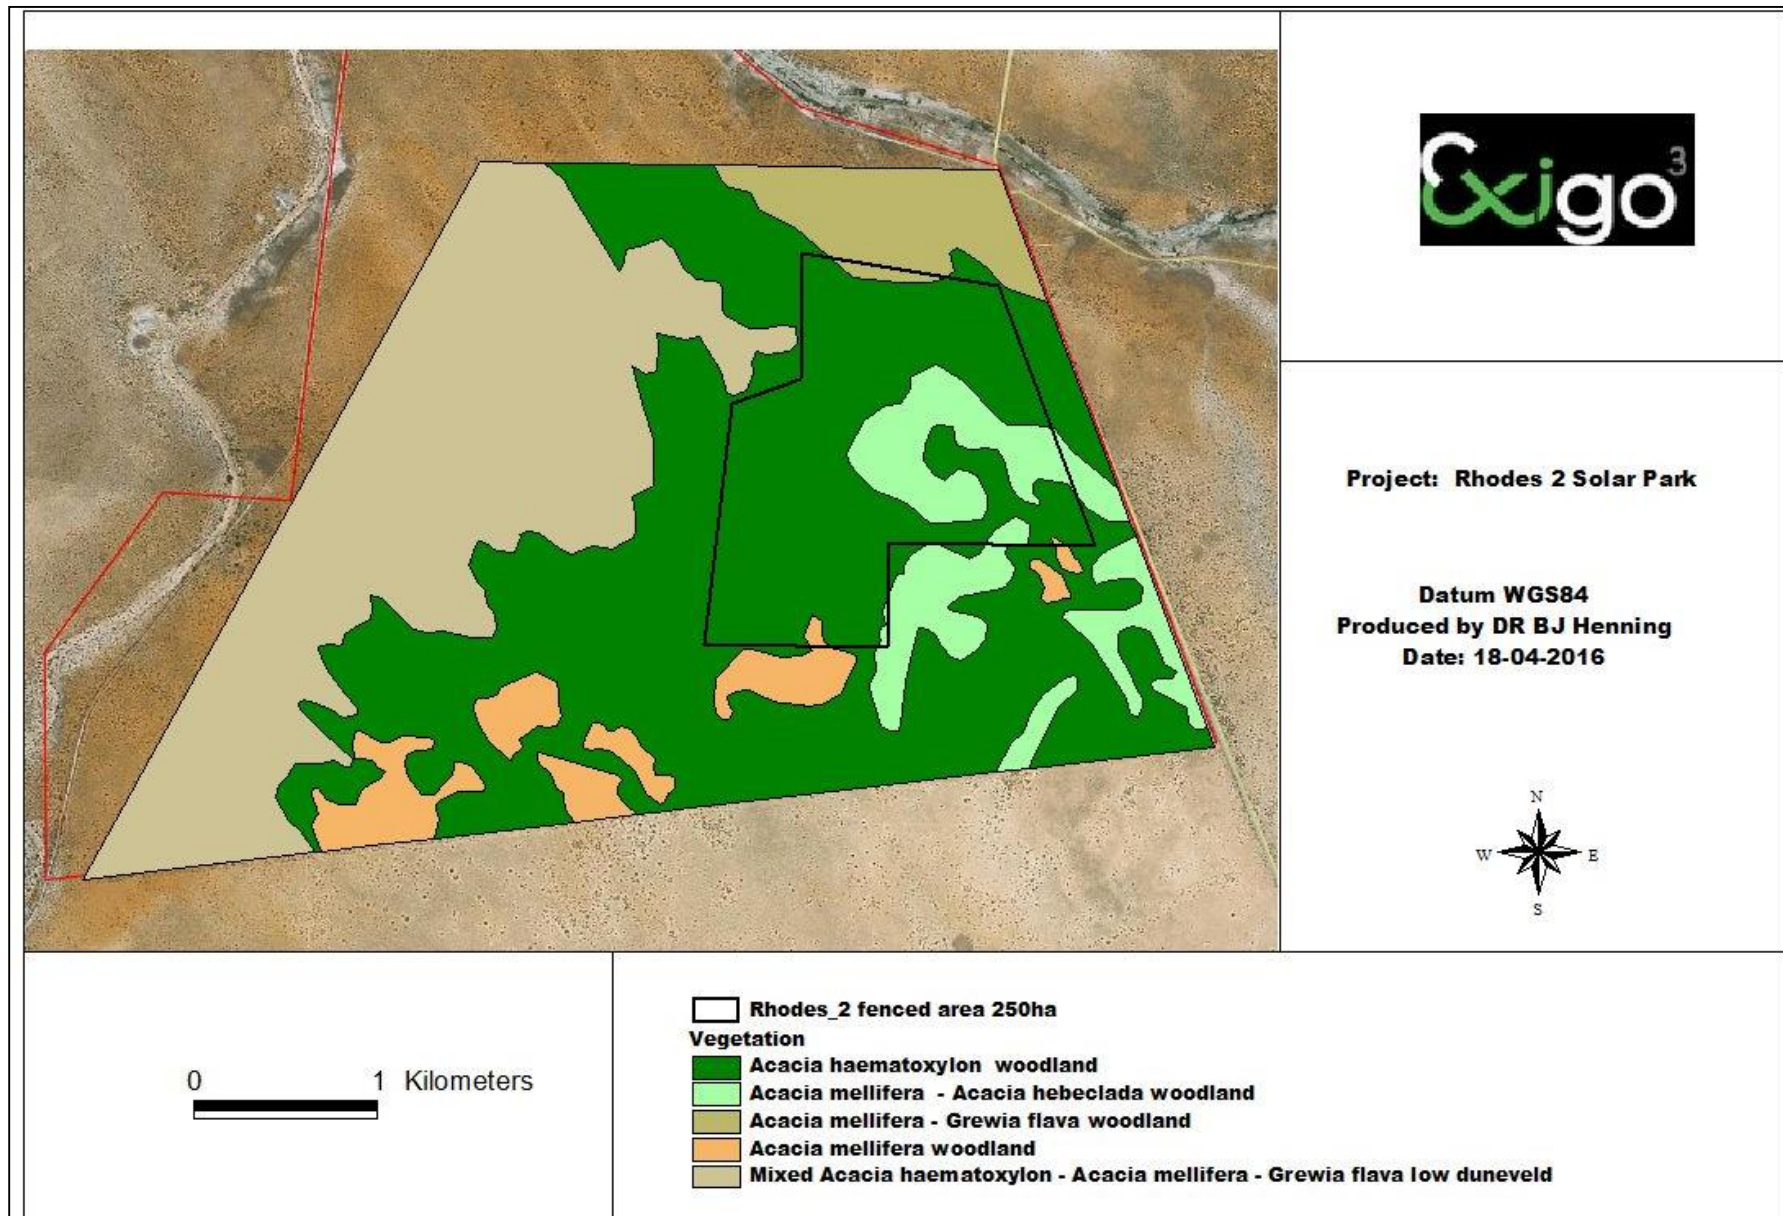 Exigo 3
Project: Rhodes 2 Solar Park
Datum WGS84
Produced by DR BJ Henning
Date: 18-04-2016
N
W E
S
0 1 Kilometers
Rhodes_2 fenced area 250ha
Vegetation
Acacia haematoxylon woodland
Acacia mellifera - Acacia hebeclada woodland
Acacia mellifera - Grewia flava woodland
Acacia mellifera woodland
Mixed Acacia haematoxylon - Acacia mellifera - Grewia flava low duneveld